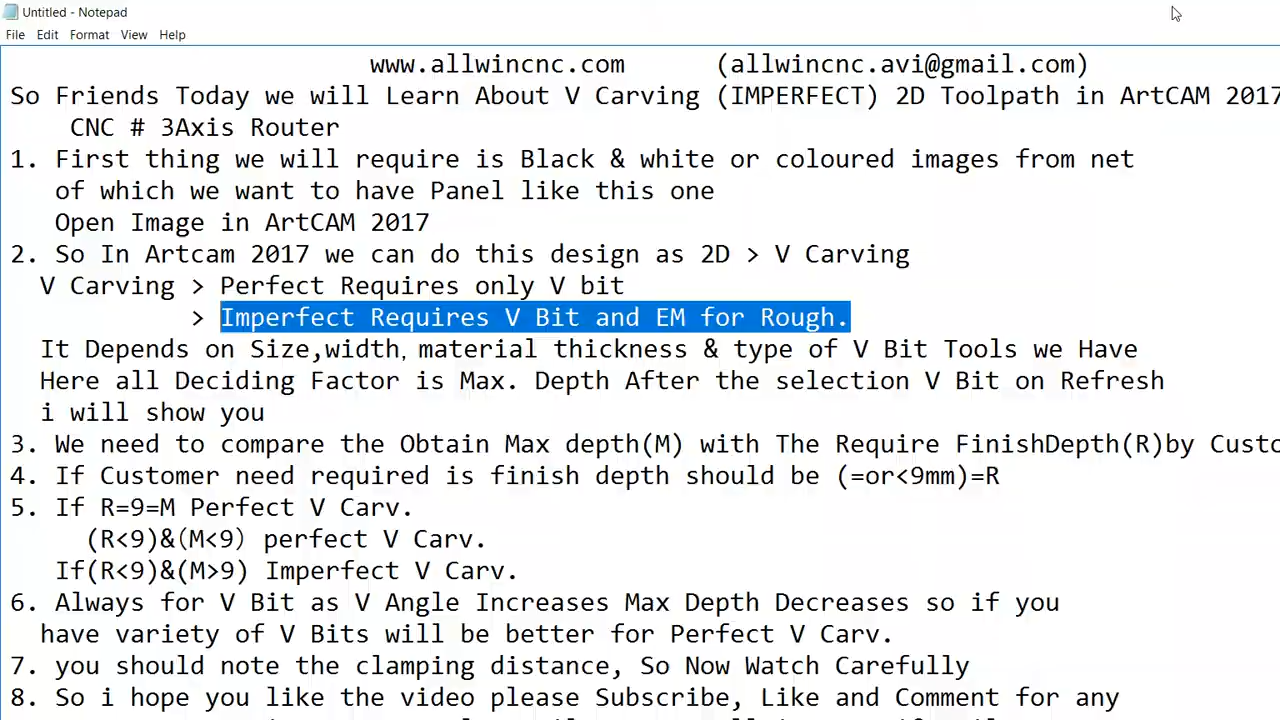 Untitled - Notepad
File Edit Format View Help
www.allwincnc.com (allwincnc.avi@gmail.com)
So Friends Today we will Learn About V Carving (IMPERFECT) 2D Toolpath in ArtCAM 2017
CNC # 3Axis Router
1. First thing we will require is Black & white or coloured images from net
of which we want to have Panel like this one
Open Image in ArtCAM 2017
2. So In Artcam 2017 we can do this design as 2D > V Carving
V Carving > Perfect Requires only V bit
> Imperfect Requires V Bit and EM for Rough.
It Depends on Size,width, material thickness & type of V Bit Tools we Have
Here all Deciding Factor is Max. Depth After the selection V Bit on Refresh
i will show you
3. We need to compare the Obtain Max depth(M) with The Require FinishDepth(R)by Custo
4. If Customer need required is finish depth should be (=or<9mm)=R
5. If R=9=M Perfect V Carv.
(R<9)&(M<9) perfect V Carv.
If(R<9)&(M>9) Imperfect V Carv.
6. Always for V Bit as V Angle Increases Max Depth Decreases so if you
have variety of V Bits will be better for Perfect V Carv.
7. you should note the clamping distance, So Now Watch Carefully
8. So i hope you like the video please Subscribe, Like and Comment for any